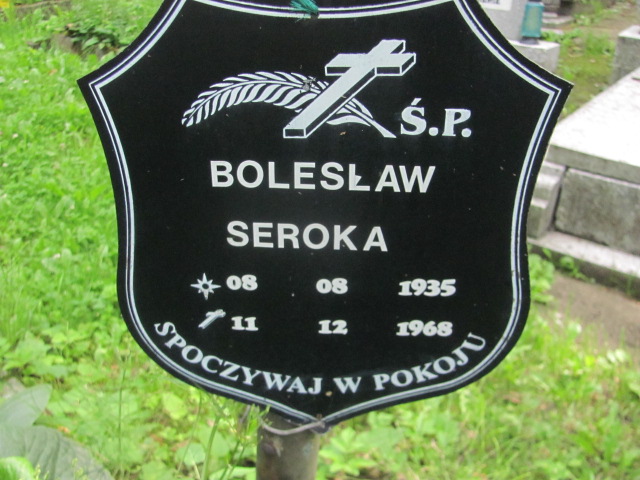 Ś.P.
BOLESŁAW
SEROKA
08 08 1935
11 12 1968
SPOCZYWAJ W POKOJU